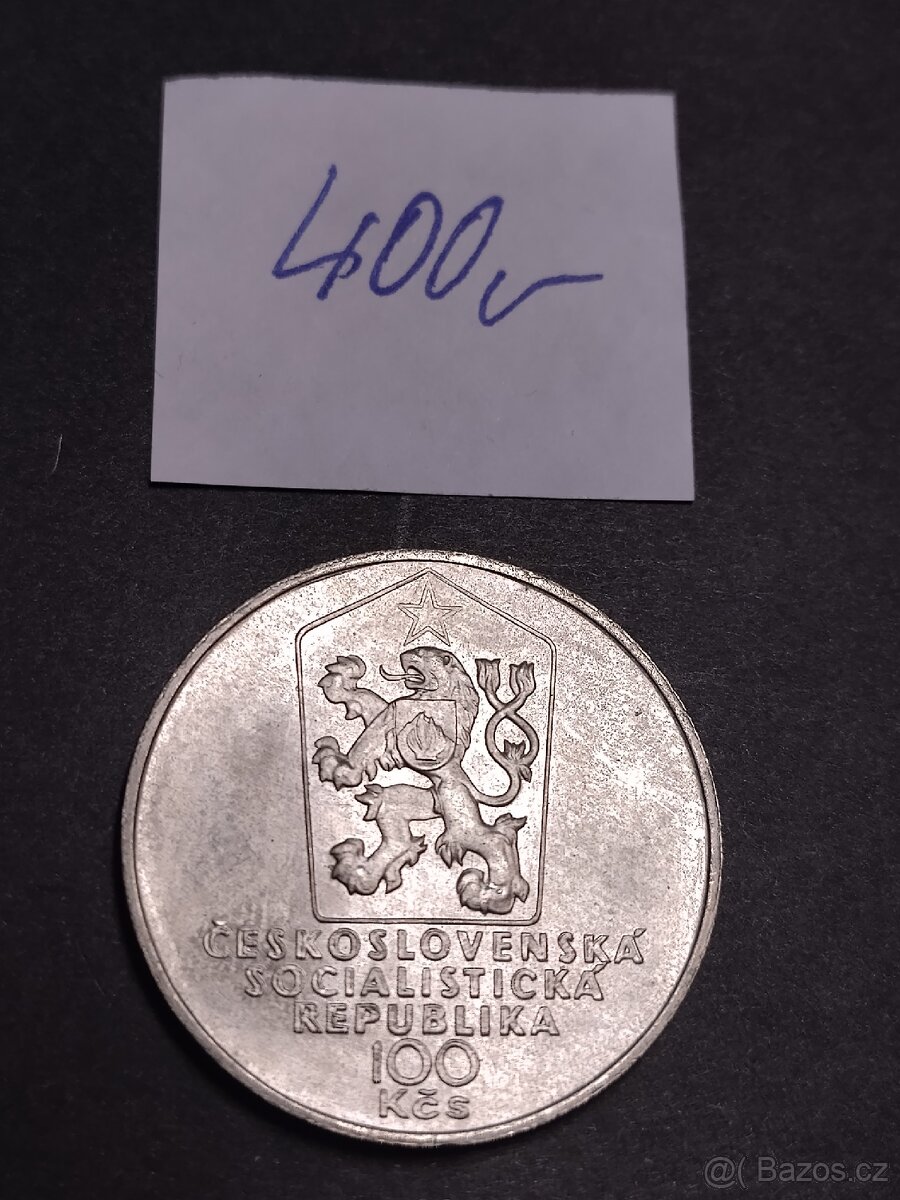 400,-
ČESKOSLOVENSKÁ
SOCIALISTICKÁ
REPUBLIKA
100
Kčs
@( Bazos.cz